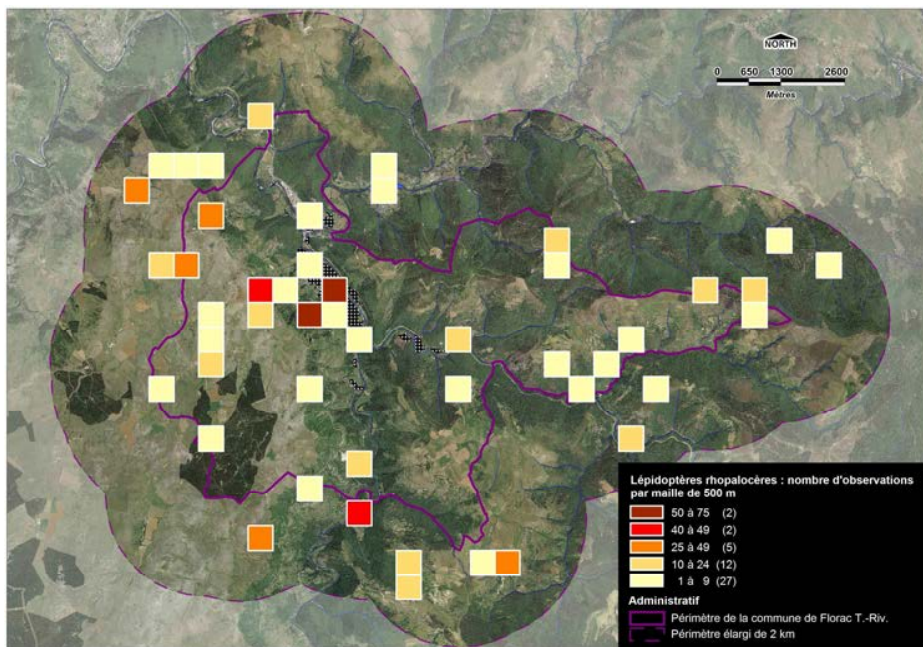 NORTH
0 650 1300 2600
Mètres
Lépidoptères rhopalocères : nombre d'observations
par maille de 500 m
50 à 75 (2)
40 à 49 (2)
25 à 49 (5)
10 à 24 (12)
1 à 9 (27)
Administratif
Périmètre de la commune de Florac T.-Riv.
Périmètre élargi de 2 km